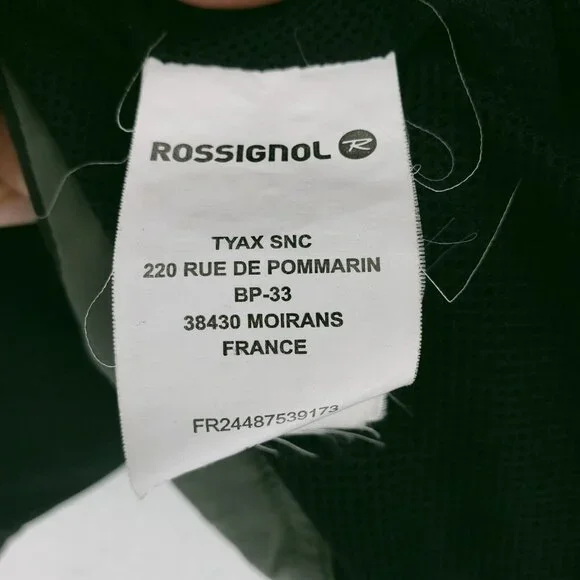 ROSSIGNOL R
TYAX SNC
220 RUE DE POMMARIN
BP-33
38430 MOIRANS
FRANCE
FR24487539173